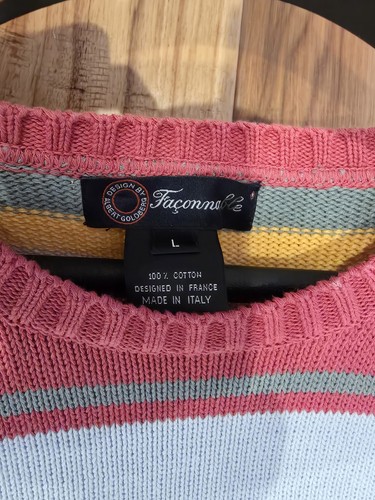 DESIGN BY
ALBERT GOLDBERG
Façonnable
L
100% COTTON
DESIGNED IN FRANCE
MADE IN ITALY